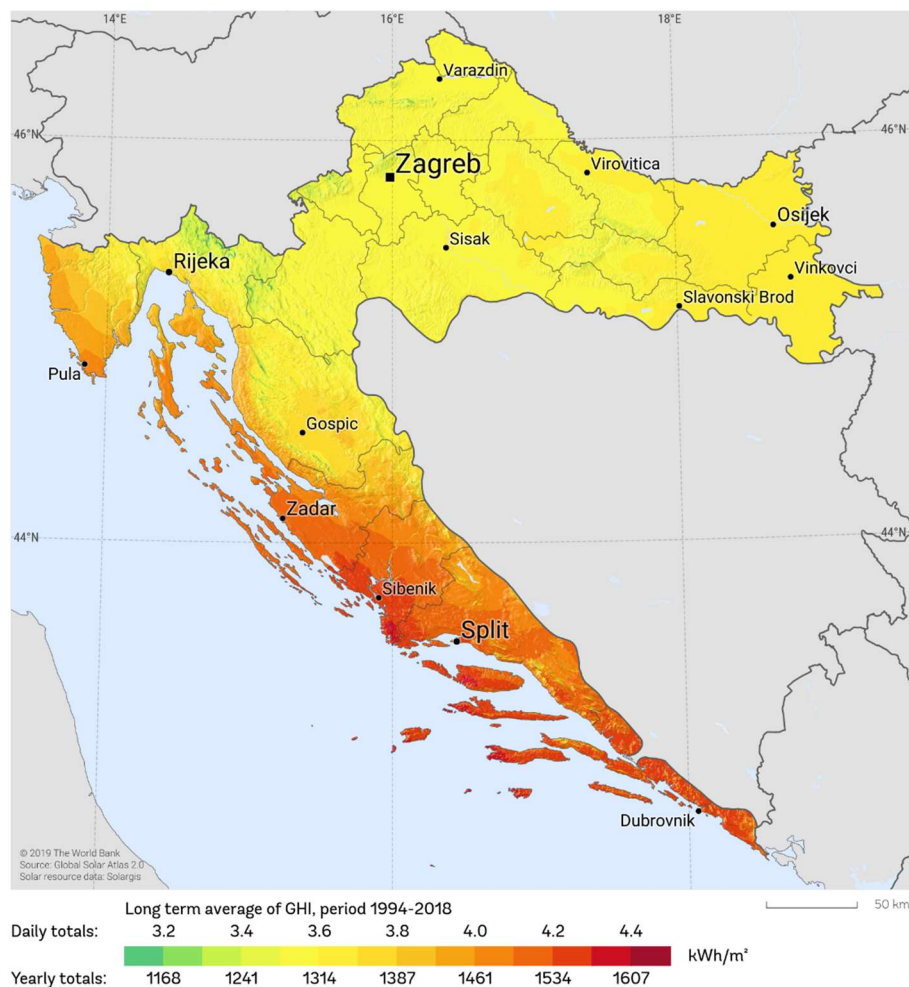 14°E 16°E 18°E
Varazdin
46°N 46°N
Zagreb
Virovitica
Osijek
Sisak
Rijeka
Vinkovci
Slavonski Brod
Pula
Gospic
Zadar
44°N 44°N
Sibenik
Split
Dubrovnik
© 2019 The World Bank
Source: Global Solar Atlas 2.0
Solar resource data: Solargis
50 km
Long term average of GHI, period 1994-2018
Daily totals: 3.2 3.4 3.6 3.8 4.0 4.2 4.4
kWh/m²
Yearly totals: 1168 1241 1314 1387 1461 1534 1607